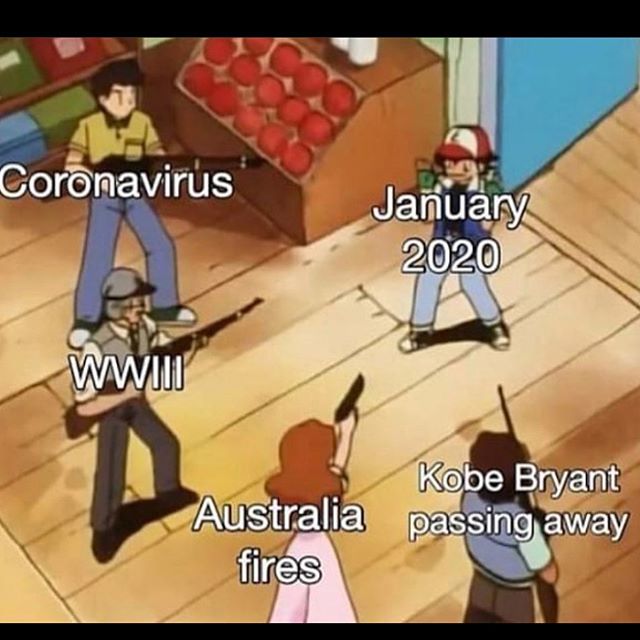 Coronavirus
January
2020
WWIII
Australia
fires
Kobe Bryant
passing away